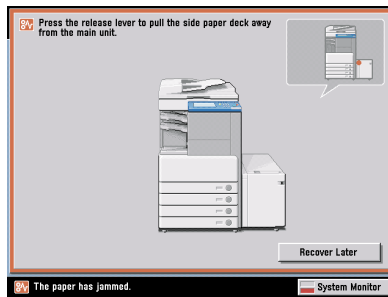 Press the release lever to pull the side paper deck away
from the main unit.
Recover Later
The paper has jammed.
System Monitor